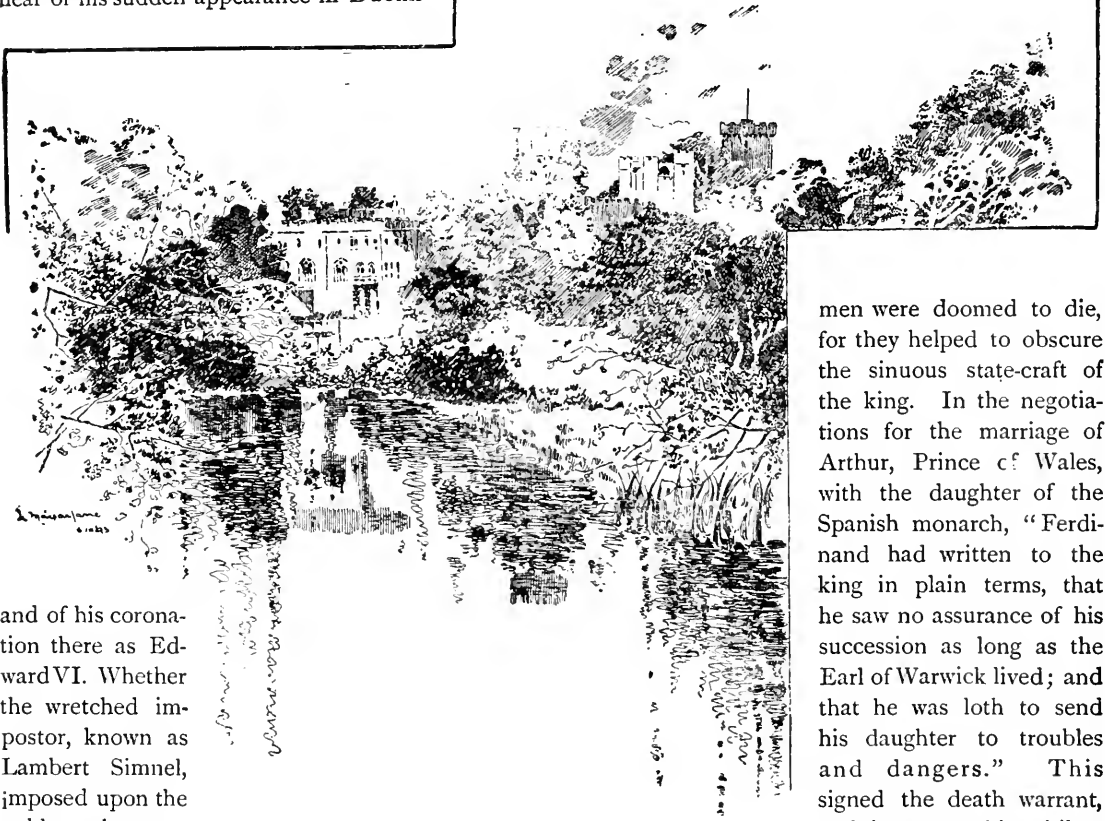 of his sudden appearance in
and of his corona-
tion there as Ed-
ward VI. Whether
the wretched im-
postor, known as
Lambert Simnel,
imposed upon the
men were doomed to die,
for they helped to obscure
the sinuous state-craft of
the king. In the negotia-
tions for the marriage of
Arthur, Prince of Wales,
with the daughter of the
Spanish monarch, “Ferdi-
nand had written to the
king in plain terms, that
he saw no assurance of his
succession as long as the
Earl of Warwick lived; and
that he was loth to send
his daughter to troubles
and dangers.” This
signed the death warrant,